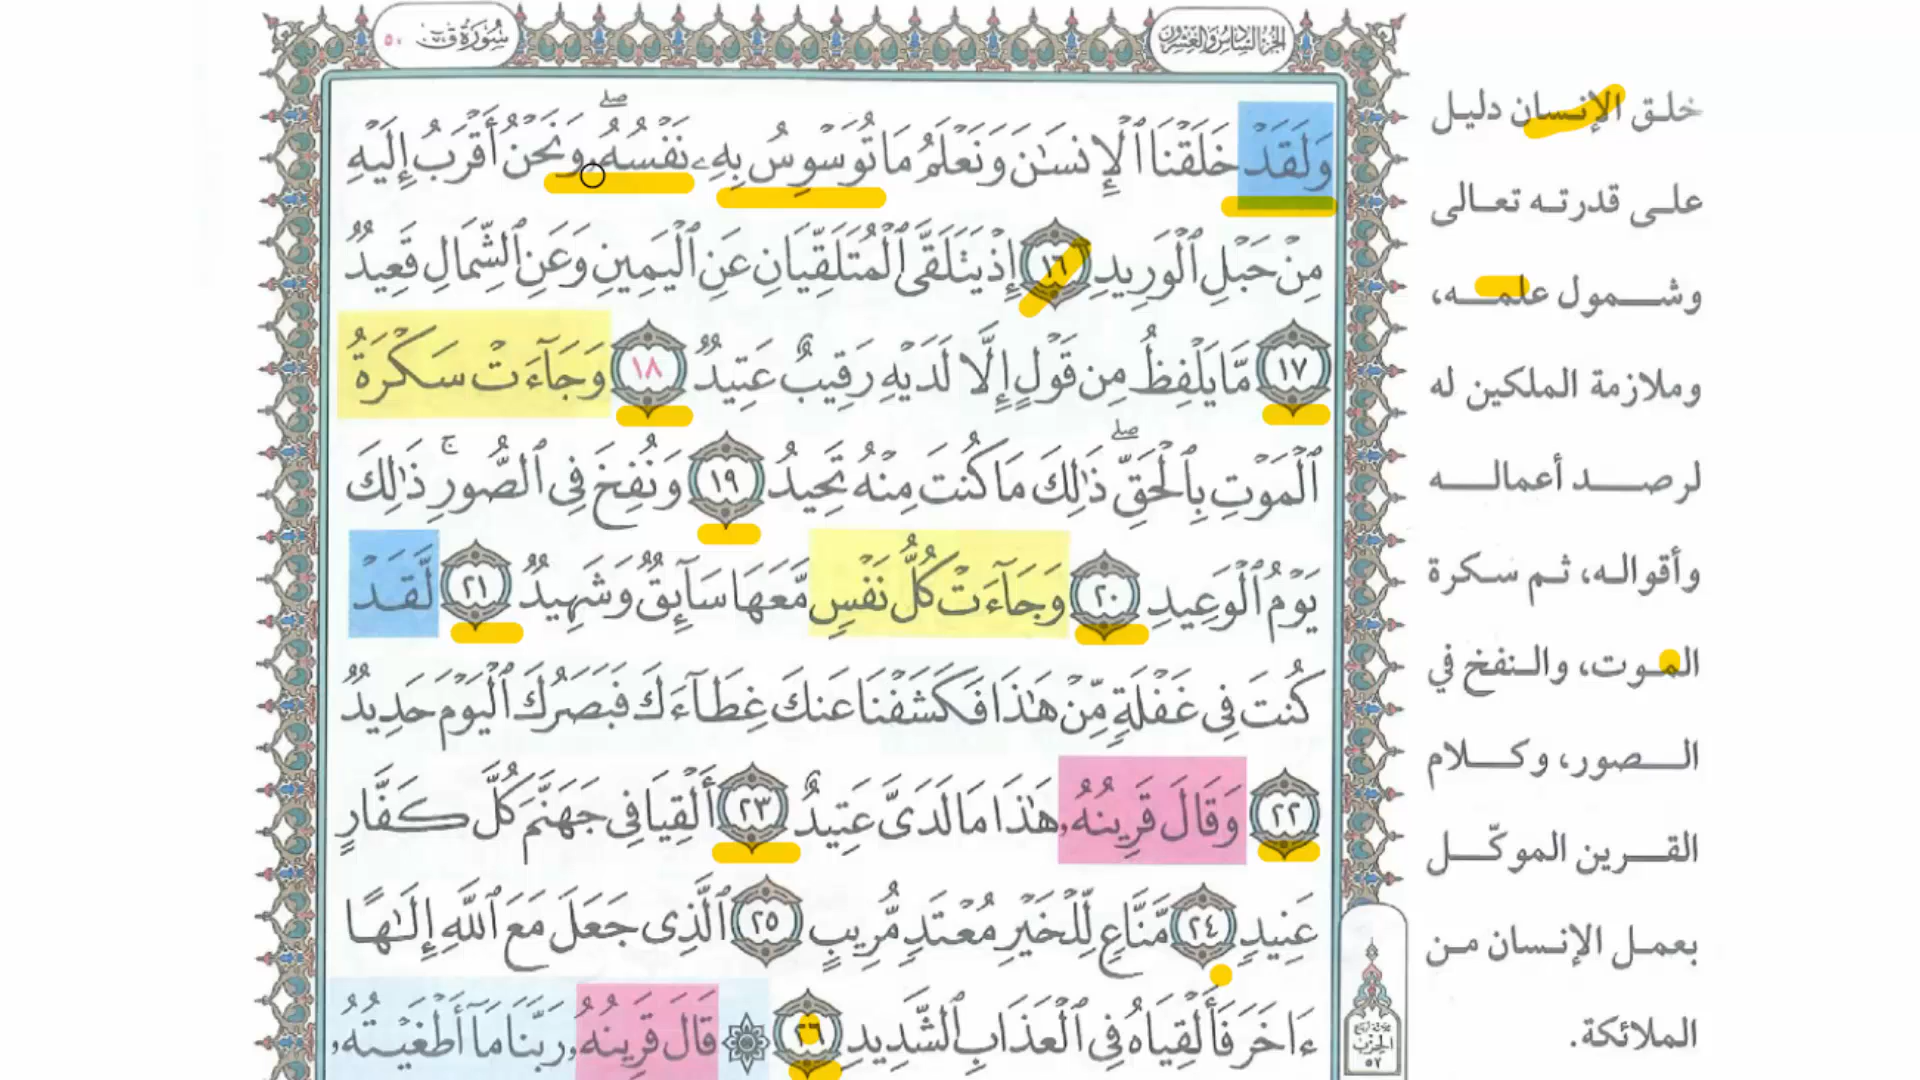 الجزء السادس والعشرون
سُورَةُ ق ٥٠
وَلَقَدْ خَلَقْنَا ٱلْإِنسَـٰنَ وَنَعْلَمُ مَا تُوَسْوِسُ بِهِۦ نَفْسُهُۥ ۖ وَنَحْنُ أَقْرَبُ إِلَيْهِ
مِنْ حَبْلِ ٱلْوَرِيدِ ١٦ إِذْ يَتَلَقَّى ٱلْمُتَلَقِّيَانِ عَنِ ٱلْيَمِينِ وَعَنِ ٱلشِّمَالِ قَعِيدٌ
١٧ مَّا يَلْفِظُ مِن قَوْلٍ إِلَّا لَدَيْهِ رَقِيبٌ عَتِيدٌ ١٨ وَجَآءَتْ سَكْرَةُ
ٱلْمَوْتِ بِٱلْحَقِّ ۖ ذَٰلِكَ مَا كُنتَ مِنْهُ تَحِيدُ ١٩ وَنُفِخَ فِى ٱلصُّورِ ۚ ذَٰلِكَ
يَوْمُ ٱلْوَعِيدِ ٢٠ وَجَآءَتْ كُلُّ نَفْسٍ مَّعَهَا سَآئِقٌ وَشَهِيدٌ ٢١ لَّقَدْ
كُنتَ فِى غَفْلَةٍ مِّنْ هَـٰذَا فَكَشَفْنَا عَنكَ غِطَآءَكَ فَبَصَرُكَ ٱلْيَوْمَ حَدِيدٌ
٢٢ وَقَالَ قَرِينُهُۥ هَـٰذَا مَا لَدَىَّ عَتِيدٌ ٢٣ أَلْقِيَا فِى جَهَنَّمَ كُلَّ كَفَّارٍ
عَنِيدٍ ٢٤ مَّنَّاعٍ لِّلْخَيْرِ مُعْتَدٍ مُّرِيبٍ ٢٥ ٱلَّذِى جَعَلَ مَعَ ٱللَّهِ إِلَـٰهًا
ءَاخَرَ فَأَلْقِيَاهُ فِى ٱلْعَذَابِ ٱلشَّدِيدِ ٢٦ ۞ قَالَ قَرِينُهُۥ رَبَّنَا مَآ أَطْغَيْتُهُۥ
خلق الإنسان دليل
على قدرته تعالى
وشمول علمه،
وملازمة الملكين له
لرصد أعماله
وأقواله، ثم سكرة
الموت، والنفخ في
الصور، وكلام
القرين الموكّل
بعمل الإنسان من
الملائكة.
الحزب
٥٢